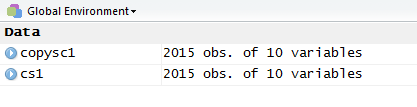 Global Environment
Data
copysc1 2015 obs. of 10 variables
cs1 2015 obs. of 10 variables